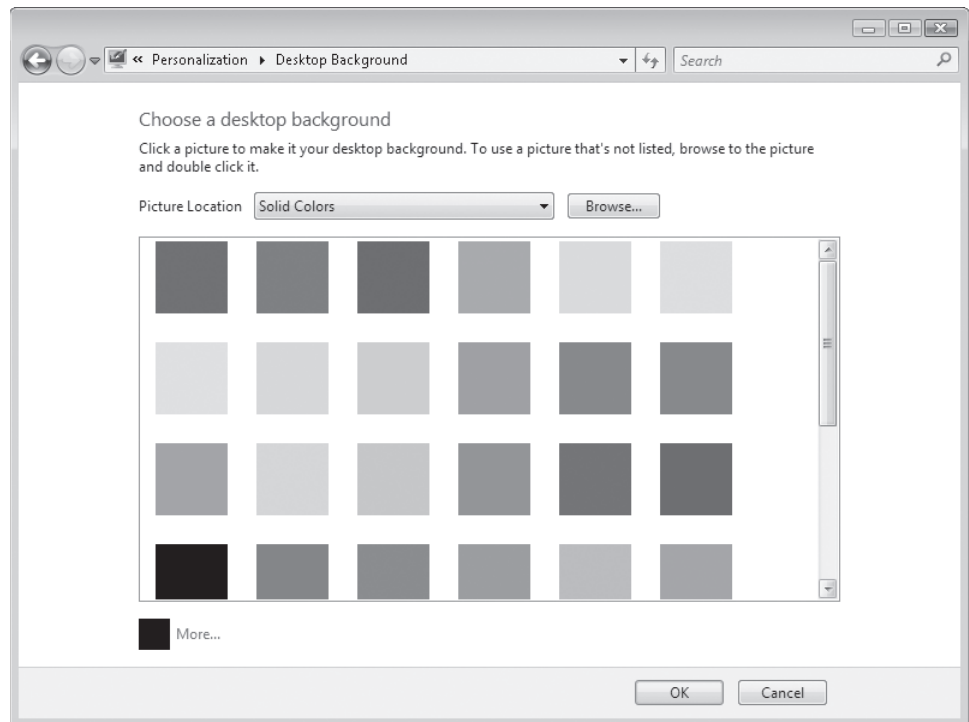 « Personalization ▸ Desktop Background
Search
Choose a desktop background
Click a picture to make it your desktop background. To use a picture that's not listed, browse to the picture
and double click it.
Picture Location
Solid Colors
Browse...
More...
OK
Cancel